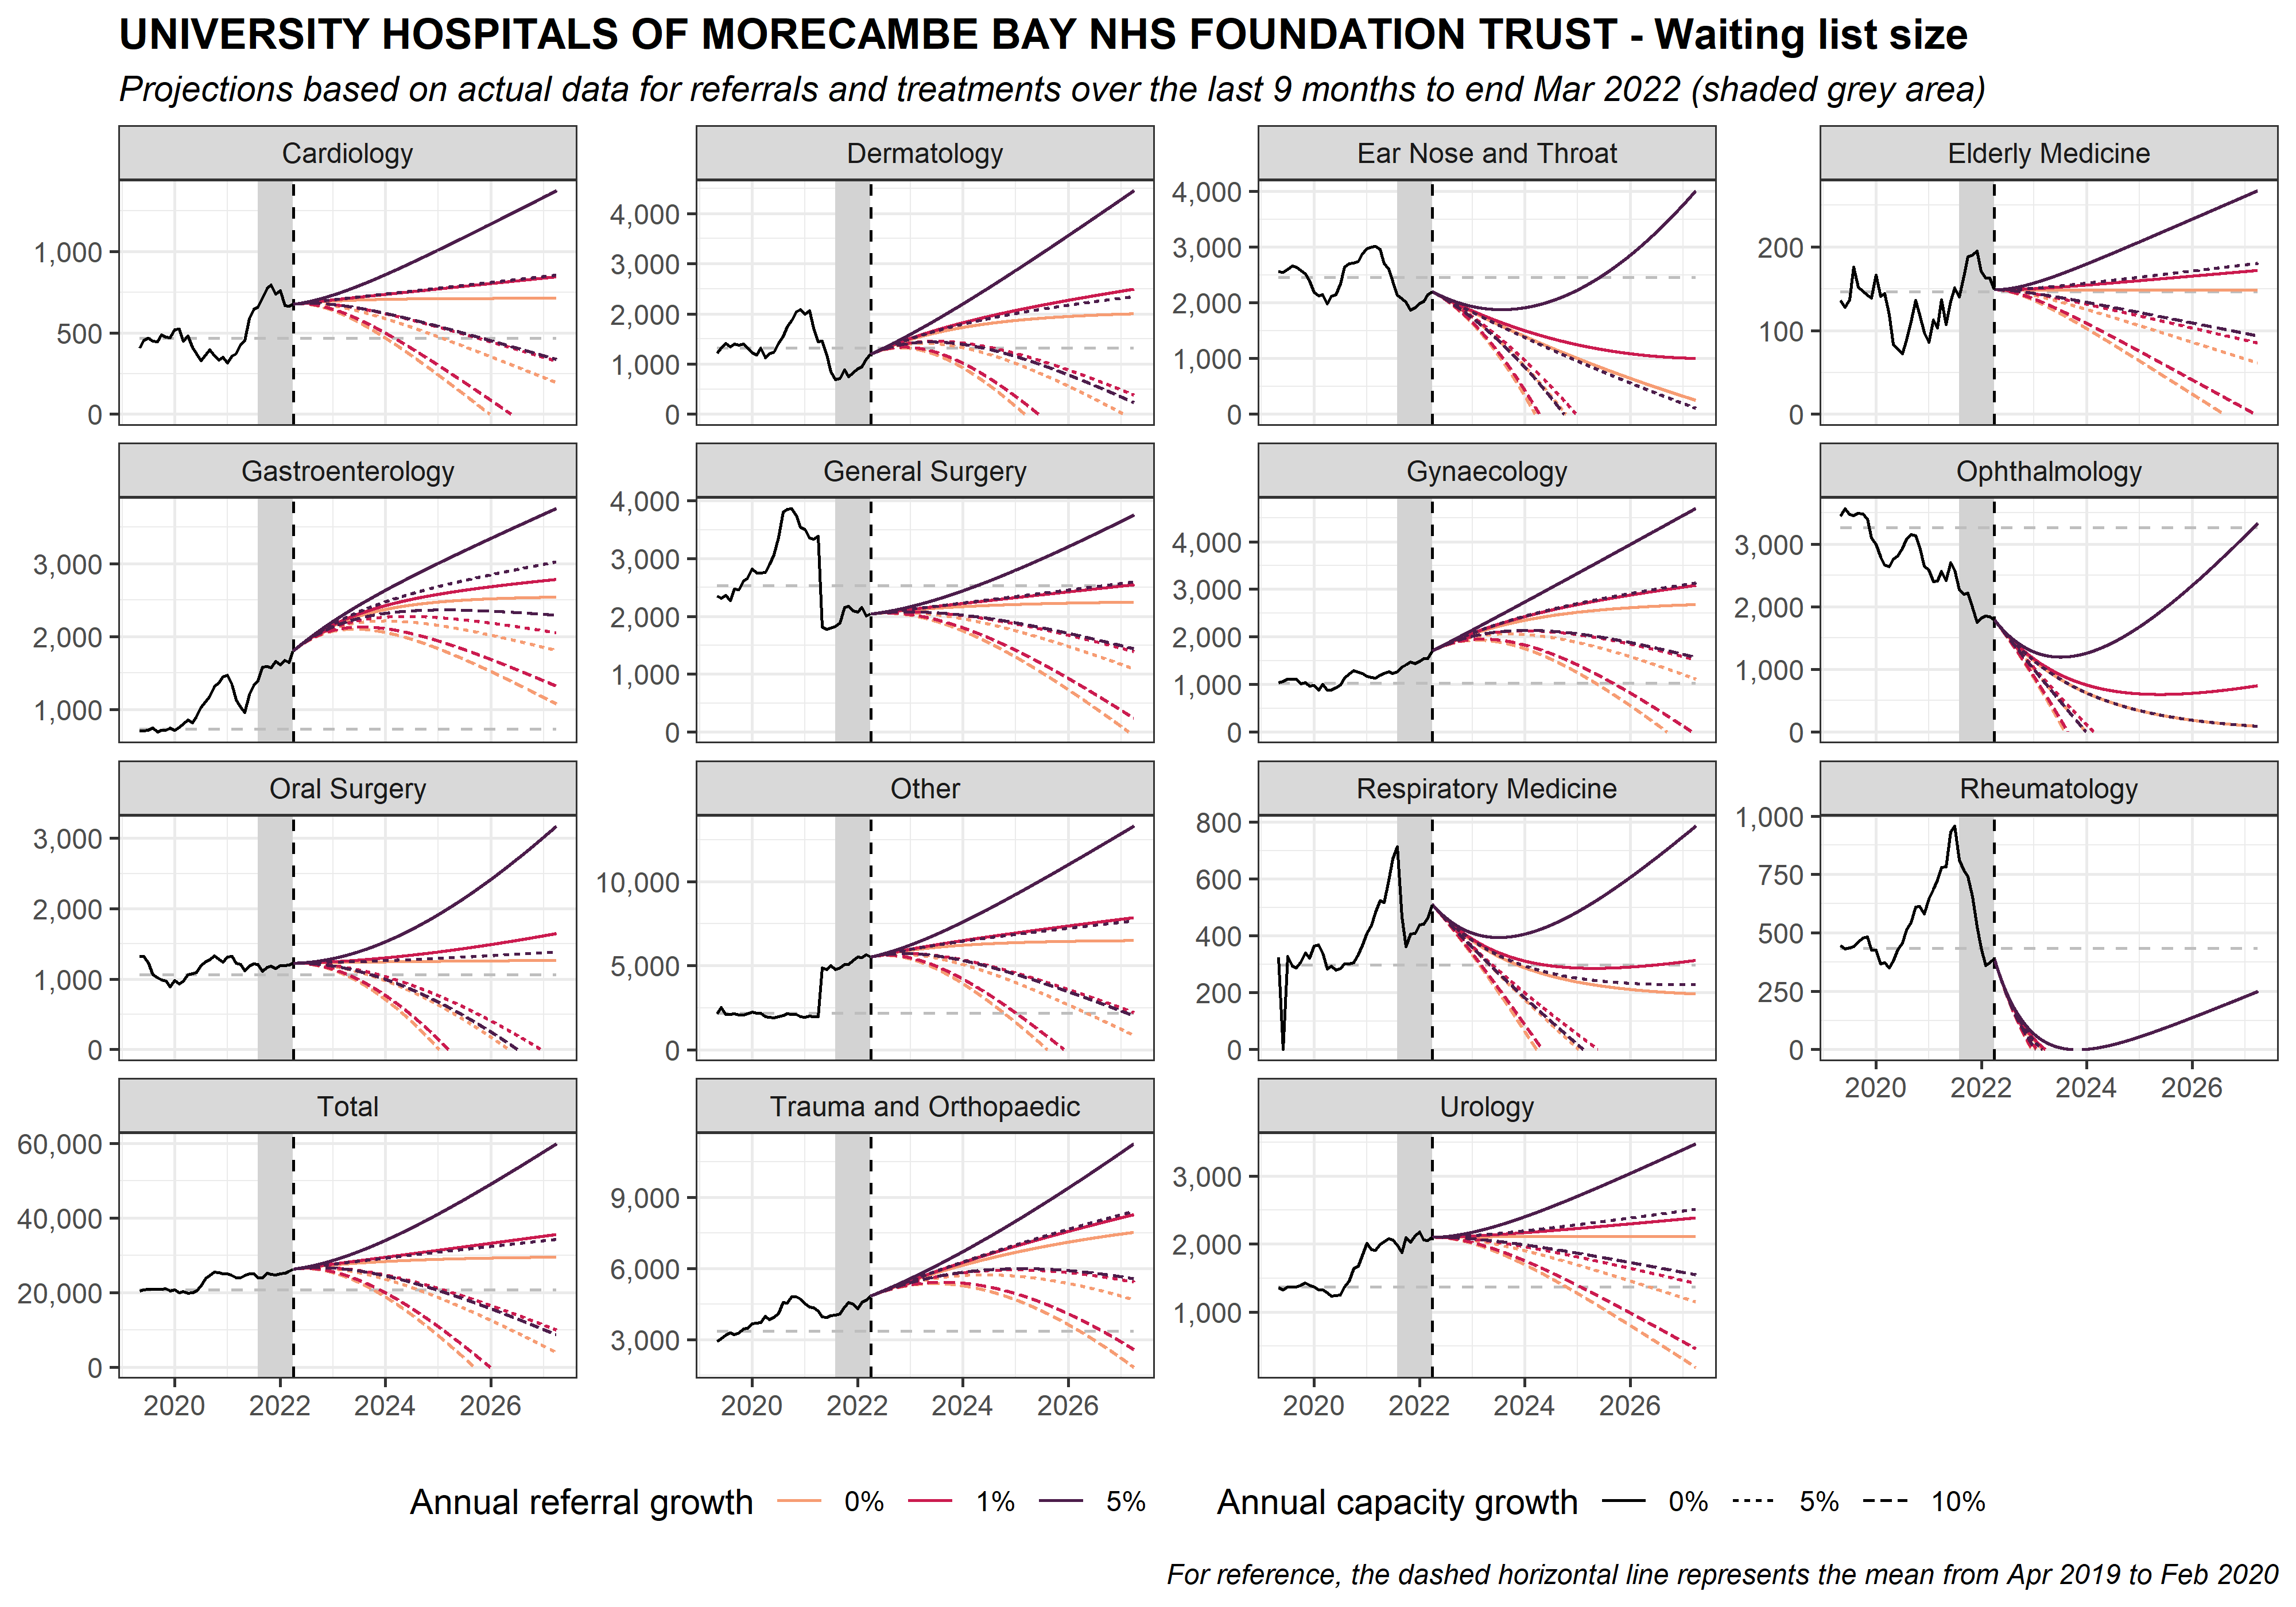 UNIVERSITY HOSPITALS OF MORECAMBE BAY NHS FOUNDATION TRUST - Waiting list size
Projections based on actual data for referrals and treatments over the last 9 months to end Mar 2022 (shaded grey area)
Cardiology
1,000
500
0
Dermatology
4,000
3,000
2,000
1,000
0
Ear Nose and Throat
4,000
3,000
2,000
1,000
0
Elderly Medicine
200
100
0
Gastroenterology
3,000
2,000
1,000
General Surgery
4,000
3,000
2,000
1,000
0
Gynaecology
4,000
3,000
2,000
1,000
0
Ophthalmology
3,000
2,000
1,000
0
Oral Surgery
3,000
2,000
1,000
0
Other
10,000
5,000
0
Respiratory Medicine
800
600
400
200
0
Rheumatology
1,000
750
500
250
0
2020 2022 2024 2026
Total
60,000
40,000
20,000
0
2020 2022 2024 2026
Trauma and Orthopaedic
9,000
6,000
3,000
2020 2022 2024 2026
Urology
3,000
2,000
1,000
2020 2022 2024 2026
Annual referral growth 0% 1% 5% Annual capacity growth 0% 5% 10%
For reference, the dashed horizontal line represents the mean from Apr 2019 to Feb 2020